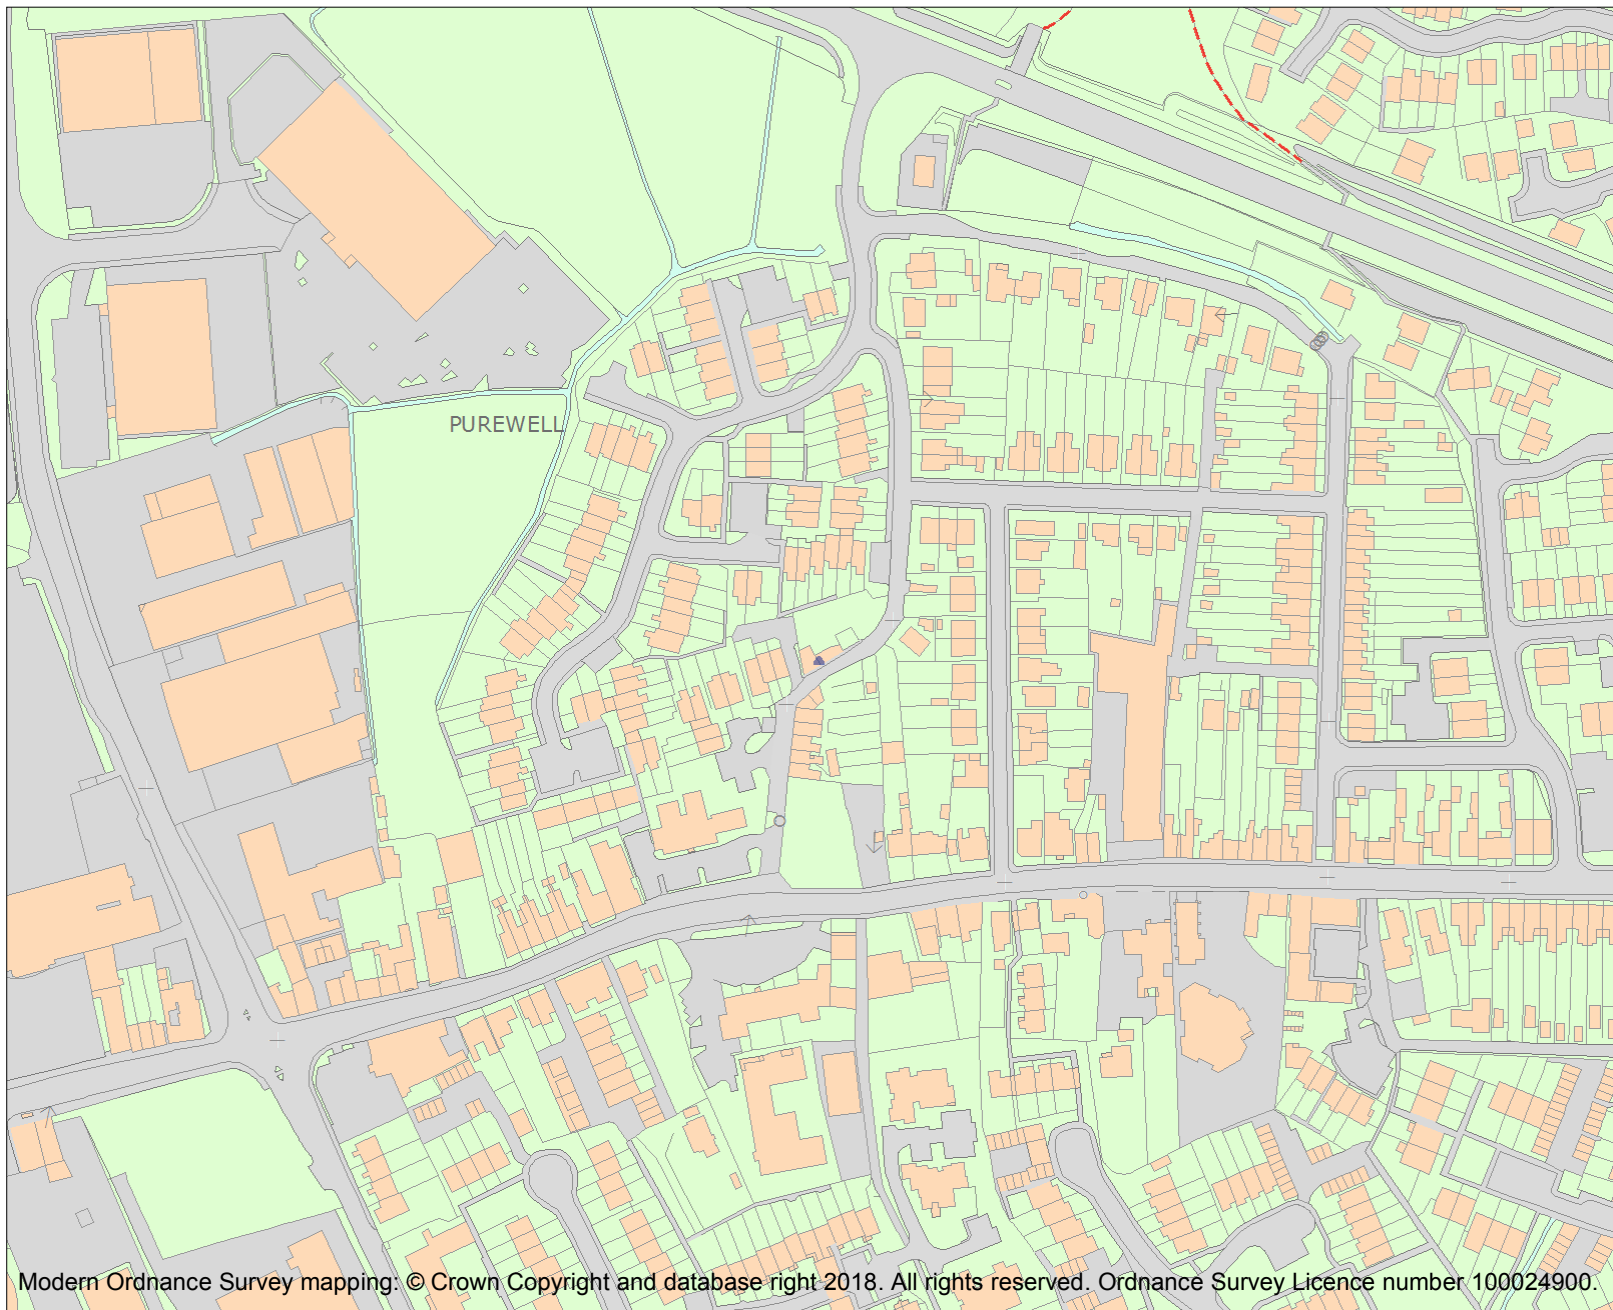 PUREWELL
Modern Ordnance Survey mapping: © Crown Copyright and database right 2018. All rights reserved. Ordnance Survey Licence number 100024900.